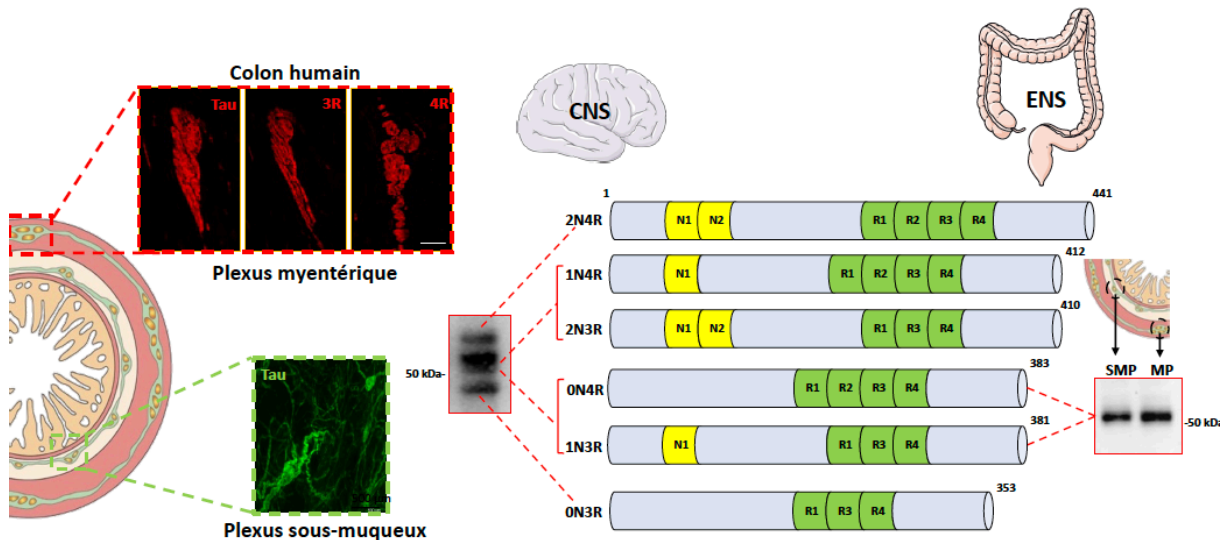 Colon humain
Tau
3R
4R
Plexus myentérique
Tau
Plexus sous-muqueux
CNS
ENS
1
441
2N4R
N1
N2
R1
R2
R3
R4
412
1N4R
N1
R1
R2
R3
R4
410
2N3R
N1
N2
R1
R3
R4
50 kDa-
383
0N4R
R1
R2
R3
R4
381
1N3R
N1
R1
R3
R4
353
0N3R
R1
R3
R4
SMP
MP
-50 kDa